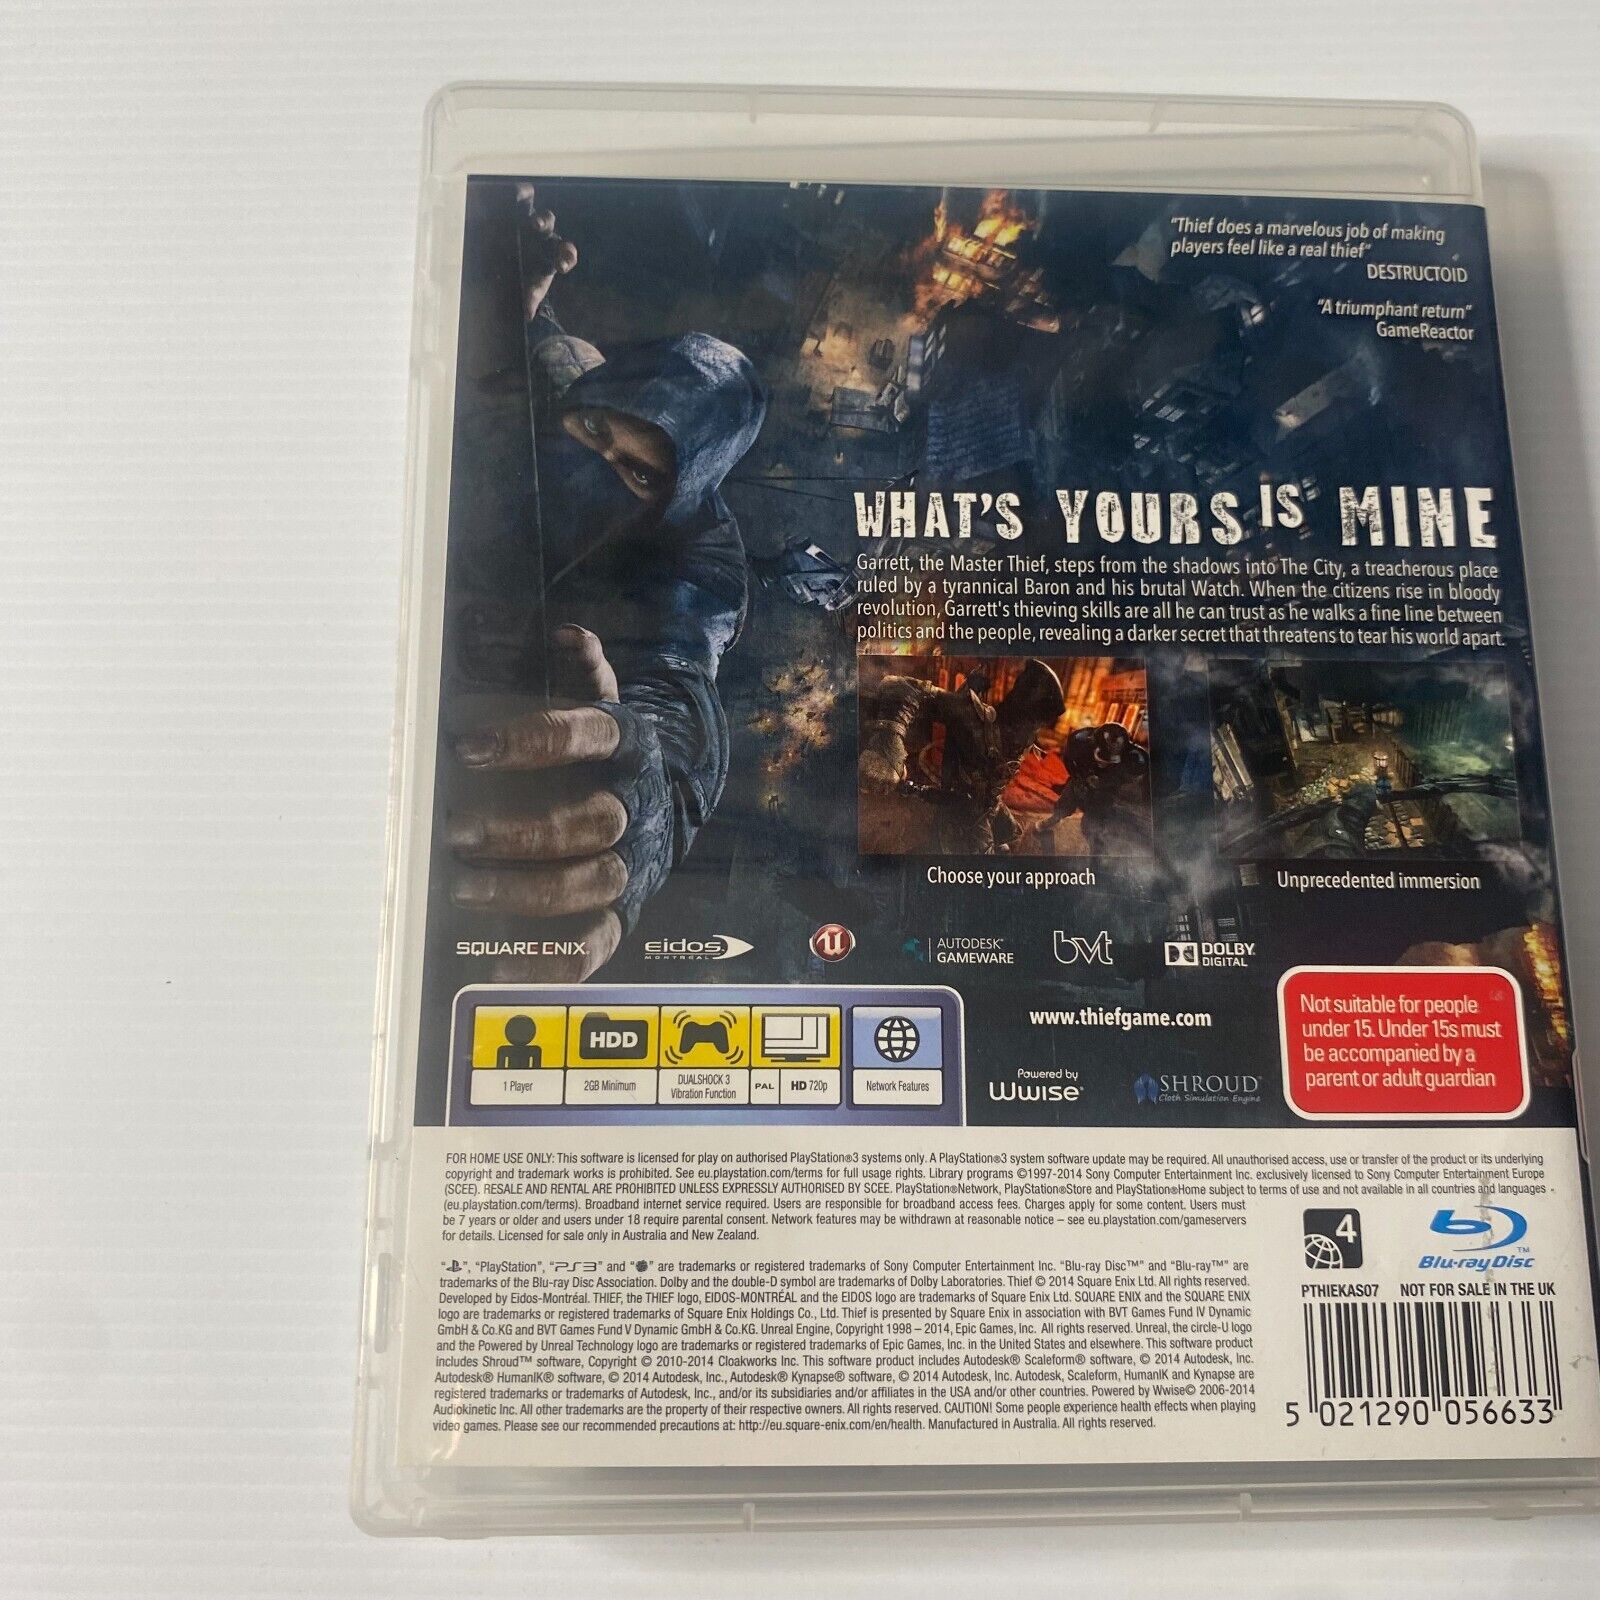 "Thief does a marvelous job of making
players feel like a real thief"
DESTRUCTOID
"A triumphant return"
GameReactor
WHAT'S YOURS IS MINE
Garrett, the Master Thief, steps from the shadows into The City, a treacherous place
ruled by a tyrannical Baron and his brutal Watch. When the citizens rise in bloody
revolution, Garrett's thieving skills are all he can trust as he walks a fine line between
politics and the people, revealing a darker secret that threatens to tear his world apart.
Choose your approach
Unprecedented immersion
SQUARE ENIX
eidos
MONTRÉAL
AUTODESK
GAMEWARE
bvt
DOLBY
DIGITAL
HDD
1 Player
2GB Minimum
DUALSHOCK 3
Vibration Function
PAL
HD 720p
Network Features
www.thiefgame.com
Powered by
Wwise
SHROUD™
Cloth Simulation Engine
Not suitable for people
under 15. Under 15s must
be accompanied by a
parent or adult guardian
FOR HOME USE ONLY: This software is licensed for play on authorised PlayStation®3 systems only. A PlayStation®3 system software update may be required. All unauthorised access, use or transfer of the product or its underlying
copyright and trademark works is prohibited. See eu.playstation.com/terms for full usage rights. Library programs ©1997-2014 Sony Computer Entertainment Inc. exclusively licensed to Sony Computer Entertainment Europe
(SCEE). RESALE AND RENTAL ARE PROHIBITED UNLESS EXPRESSLY AUTHORISED BY SCEE. PlayStation®Network, PlayStation®Store and PlayStation®Home subject to terms of use and not available in all countries and languages
(eu.playstation.com/terms). Broadband internet service required. Users are responsible for broadband access fees. Charges apply for some content. Users must
be 7 years or older and users under 18 require parental consent. Network features may be withdrawn at reasonable notice – see eu.playstation.com/gameservers
for details. Licensed for sale only in Australia and New Zealand.
"", "PlayStation", "PS3" and "" are trademarks or registered trademarks of Sony Computer Entertainment Inc. "Blu-ray Disc™" and "Blu-ray™" are
trademarks of the Blu-ray Disc Association. Dolby and the double-D symbol are trademarks of Dolby Laboratories. Thief © 2014 Square Enix Ltd. All rights reserved.
Developed by Eidos-Montréal. THIEF, the THIEF logo, EIDOS-MONTRÉAL and the EIDOS logo are trademarks of Square Enix Ltd. SQUARE ENIX and the SQUARE ENIX
logo are trademarks or registered trademarks of Square Enix Holdings Co., Ltd. Thief is presented by Square Enix in association with BVT Games Fund IV Dynamic
GmbH & Co.KG and BVT Games Fund V Dynamic GmbH & Co.KG. Unreal Engine, Copyright 1998 – 2014, Epic Games, Inc. All rights reserved. Unreal, the circle-U logo
and the Powered by Unreal Technology logo are trademarks or registered trademarks of Epic Games, Inc. in the United States and elsewhere. This software product
includes Shroud™ software, Copyright © 2010-2014 Cloakworks Inc. This software product includes Autodesk® Scaleform® software, © 2014 Autodesk, Inc.
Autodesk® HumanIK® software, © 2014 Autodesk, Inc., Autodesk® Kynapse® software, © 2014 Autodesk, Inc. Autodesk, Scaleform, HumanIK and Kynapse are
registered trademarks or trademarks of Autodesk, Inc., and/or its subsidiaries and/or affiliates in the USA and/or other countries. Powered by Wwise© 2006-2014
Audiokinetic Inc. All other trademarks are the property of their respective owners. All rights reserved. CAUTION! Some people experience health effects when playing
video games. Please see our recommended precautions at: http://eu.square-enix.com/en/health. Manufactured in Australia. All rights reserved.
4
Blu-ray Disc™
PTHIEKAS07 NOT FOR SALE IN THE UK
5 021290 056633